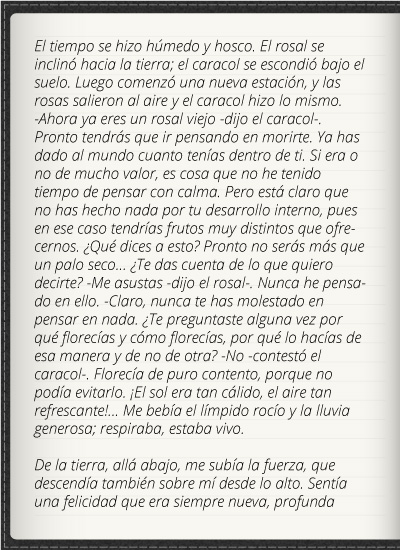 El tiempo se hizo húmedo y hosco. El rosal se
inclinó hacia la tierra; el caracol se escondió bajo el
suelo. Luego comenzó una nueva estación, y las
rosas salieron al aire y el caracol hizo lo mismo.
-Ahora ya eres un rosal viejo -dijo el caracol-.
Pronto tendrás que ir pensando en morirte. Ya has
dado al mundo cuanto tenías dentro de ti. Si era o
no de mucho valor, es cosa que no he tenido
tiempo de pensar con calma. Pero está claro que
no has hecho nada por tu desarrollo interno, pues
en ese caso tendrías frutos muy distintos que ofre-
cernos. ¿Qué dices a esto? Pronto no serás más que
un palo seco... ¿Te das cuenta de lo que quiero
decirte? -Me asustas -dijo el rosal-. Nunca he pensa-
do en ello. -Claro, nunca te has molestado en
pensar en nada. ¿Te preguntaste alguna vez por
qué florecías y cómo florecías, por qué lo hacías de
esa manera y de no de otra? -No -contestó el
caracol-. Florecía de puro contento, porque no
podía evitarlo. ¡El sol era tan cálido, el aire tan
refrescante!... Me bebía el límpido rocío y la lluvia
generosa; respiraba, estaba vivo.
De la tierra, allá abajo, me subía la fuerza, que
descendía también sobre mí desde lo alto. Sentía
una felicidad que era siempre nueva, profunda